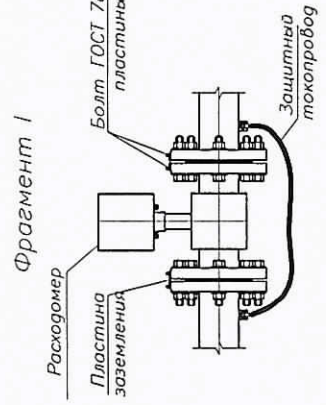 Фрагмент I
Расходомер
Пластина
заземления
Болт ГОСТ 7
пластины
Защитный
токопровод